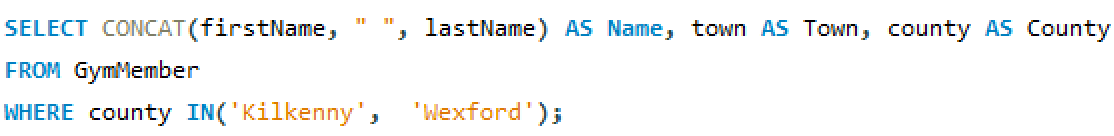 SELECT CONCAT(firstName, " ", lastName) AS Name, town AS Town, county AS County
FROM GymMember
WHERE county IN('Kilkenny', 'Wexford');